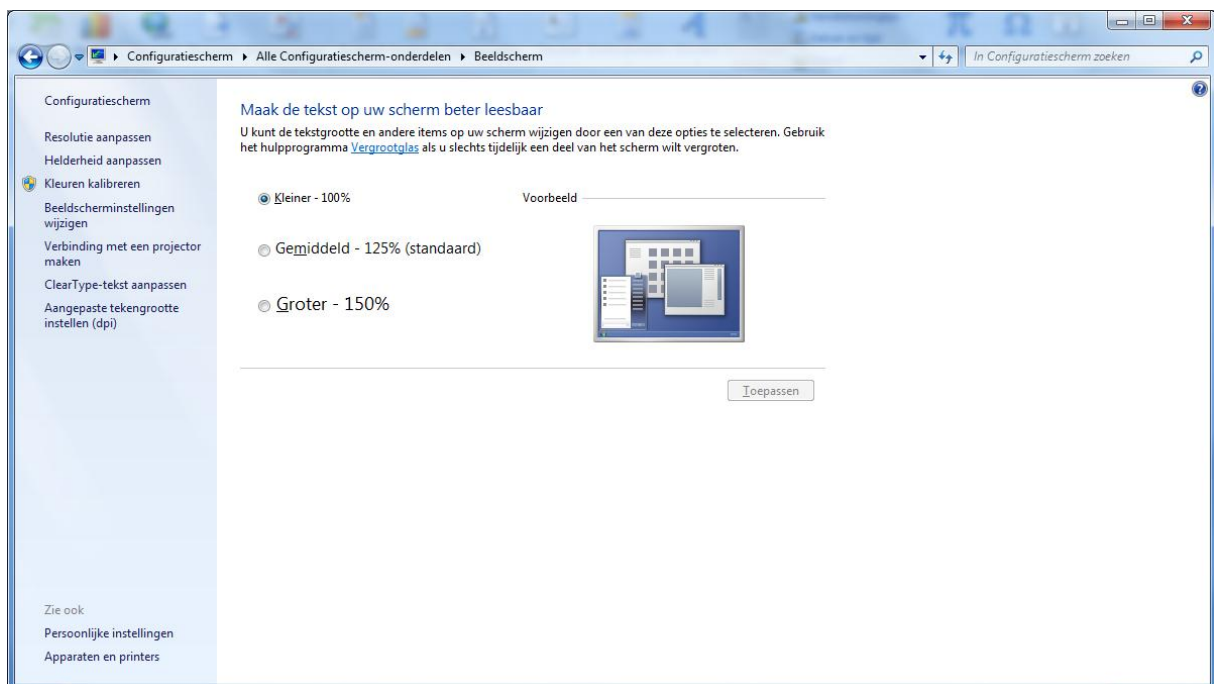 Configuratiescherm ▸ Alle Configuratiescherm-onderdelen ▸ Beeldscherm
In Configuratiescherm zoeken
Configuratiescherm
Resolutie aanpassen
Helderheid aanpassen
Kleuren kalibreren
Beeldscherminstellingen
wijzigen
Verbinding met een projector
maken
ClearType-tekst aanpassen
Aangepaste tekengrootte
instellen (dpi)
Zie ook
Persoonlijke instellingen
Apparaten en printers
Maak de tekst op uw scherm beter leesbaar
U kunt de tekstgrootte en andere items op uw scherm wijzigen door een van deze opties te selecteren. Gebruik
het hulpprogramma Vergrootglas als u slechts tijdelijk een deel van het scherm wilt vergroten.
Kleiner - 100%
Voorbeeld
Gemiddeld - 125% (standaard)
Groter - 150%
Toepassen